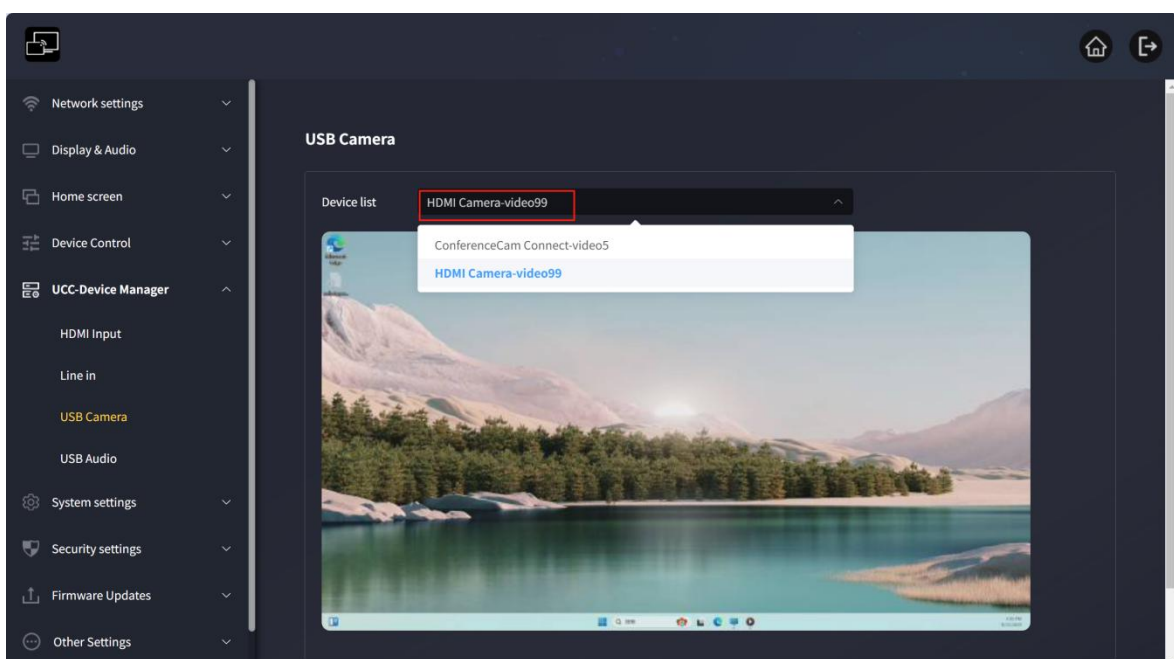 Network settings
Display & Audio
Home screen
Device Control
UCC-Device Manager
HDMI Input
Line in
USB Camera
USB Audio
System settings
Security settings
Firmware Updates
Other Settings
USB Camera
Device list
HDMI Camera-video99
ConferenceCam Connect-video5
HDMI Camera-video99